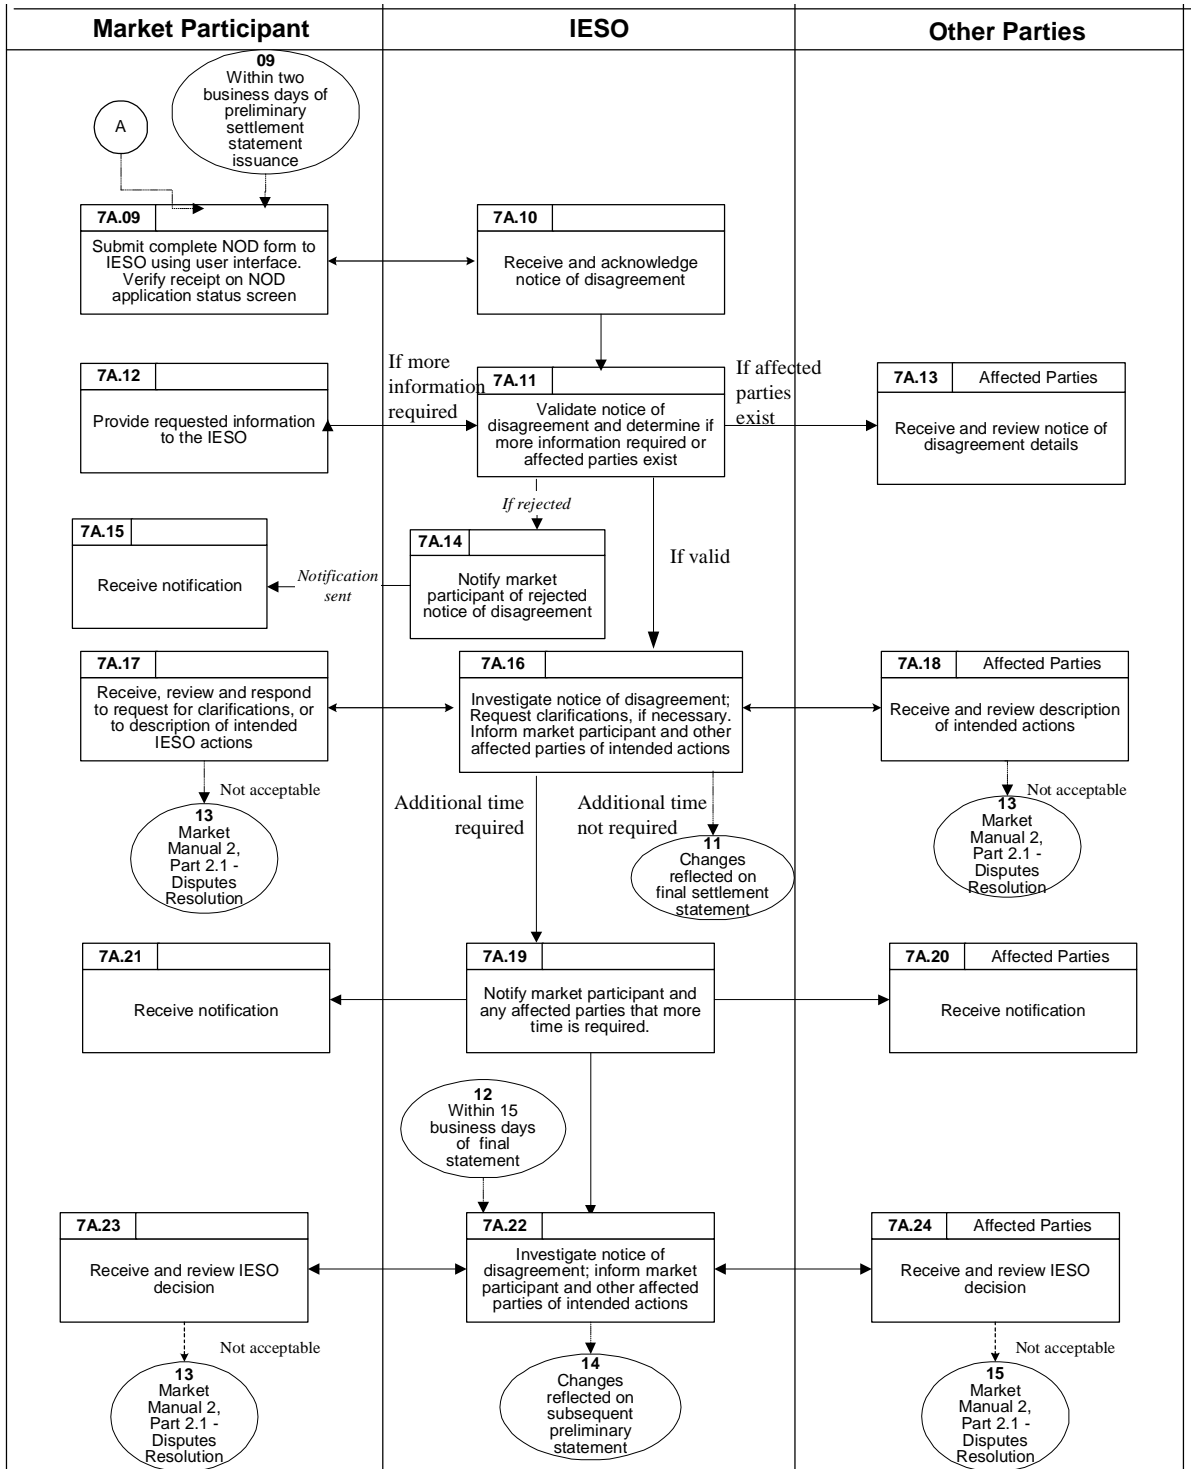 Market Participant
IESO
Other Parties
09
Within two
business days of
preliminary
settlement
statement
issuance
A
7A.09
Submit complete NOD form to
IESO using user interface.
Verify receipt on NOD
application status screen
7A.10
Receive and acknowledge
notice of disagreement
7A.12
Provide requested information
to the IESO
If more
information
required
7A.11
Validate notice of
disagreement and determine if
more information required or
affected parties exist
If affected
parties
exist
7A.13
Affected Parties
Receive and review notice of
disagreement details
If rejected
If valid
7A.15
Receive notification
Notification
sent
7A.14
Notify market
participant of rejected
notice of disagreement
7A.17
Receive, review and respond
to request for clarifications, or
to description of intended
IESO actions
7A.16
Investigate notice of disagreement;
Request clarifications, if necessary.
Inform market participant and other
affected parties of intended actions
7A.18
Affected Parties
Receive and review description
of intended actions
Not acceptable
13
Market
Manual 2,
Part 2.1 -
Disputes
Resolution
Additional time
required
Additional time
not required
11
Changes
reflected on
final settlement
statement
Not acceptable
13
Market
Manual 2,
Part 2.1 -
Disputes
Resolution
7A.21
Receive notification
7A.19
Notify market participant and
any affected parties that more
time is required.
7A.20
Affected Parties
Receive notification
12
Within 15
business days
of final
statement
7A.23
Receive and review IESO
decision
7A.22
Investigate notice of
disagreement; inform market
participant and other affected
parties of intended actions
7A.24
Affected Parties
Receive and review IESO
decision
Not acceptable
13
Market
Manual 2,
Part 2.1 -
Disputes
Resolution
14
Changes
reflected on
subsequent
preliminary
statement
Not acceptable
15
Market
Manual 2,
Part 2.1 -
Disputes
Resolution